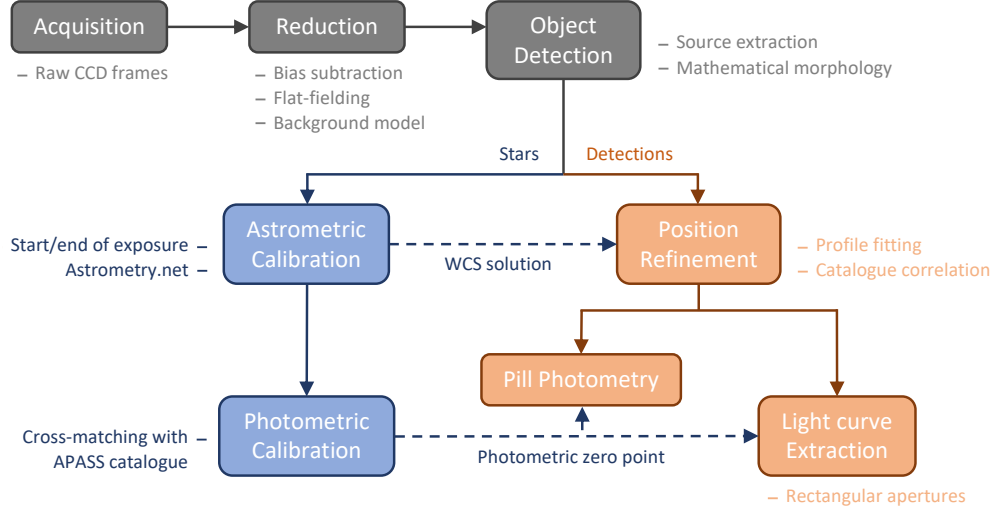 Acquisition
Reduction
Object
Detection
– Raw CCD frames
– Bias subtraction
– Flat-fielding
– Background model
– Source extraction
– Mathematical morphology
Stars
Detections
Astrometric
Calibration
Start/end of exposure –
Astrometry.net –
WCS solution
Position
Refinement
– Profile fitting
– Catalogue correlation
Pill Photometry
Photometric
Calibration
Cross-matching with –
APASS catalogue
Photometric zero point
Light curve
Extraction
– Rectangular apertures